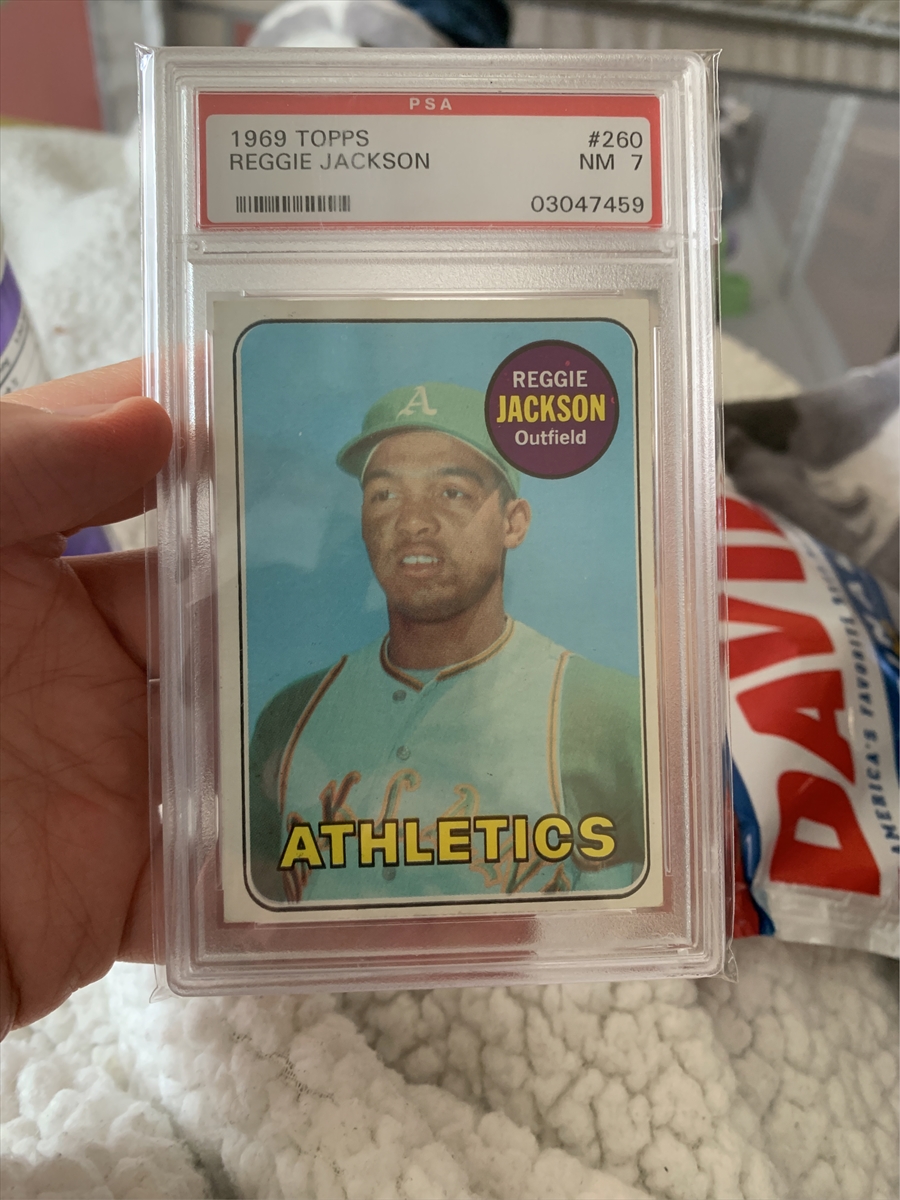 PSA
1969 TOPPS #260
REGGIE JACKSON NM 7
03047459
A
REGGIE
JACKSON
Outfield
ATHLETICS
DAVI
AMERICA'S FAVORITE